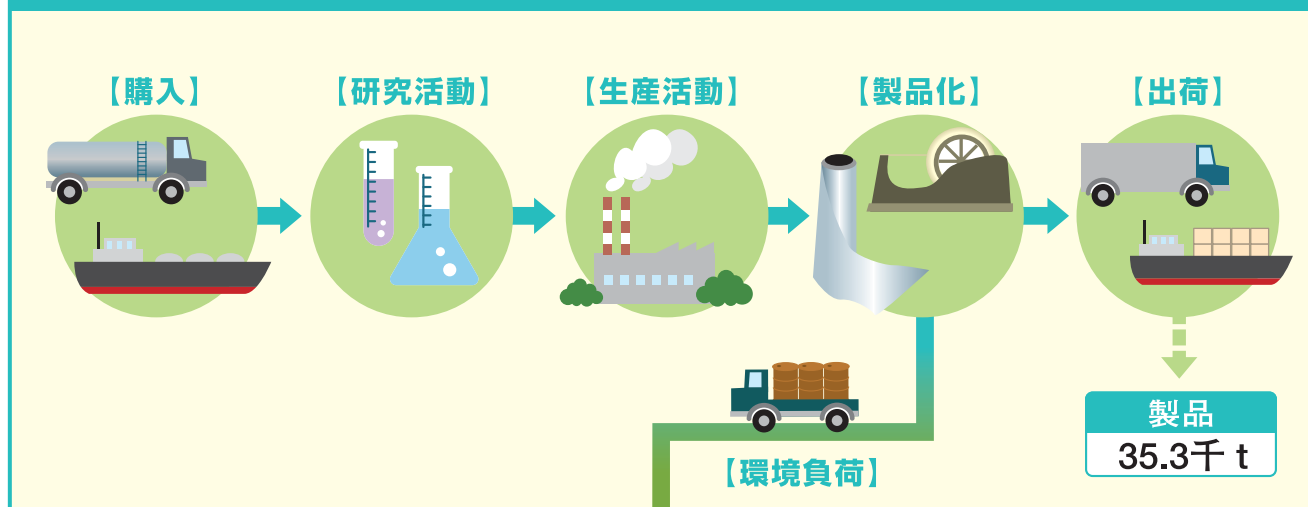 【購入】
【研究活動】
【生産活動】
【製品化】
【出荷】
製品
35.3千 t
【環境負荷】